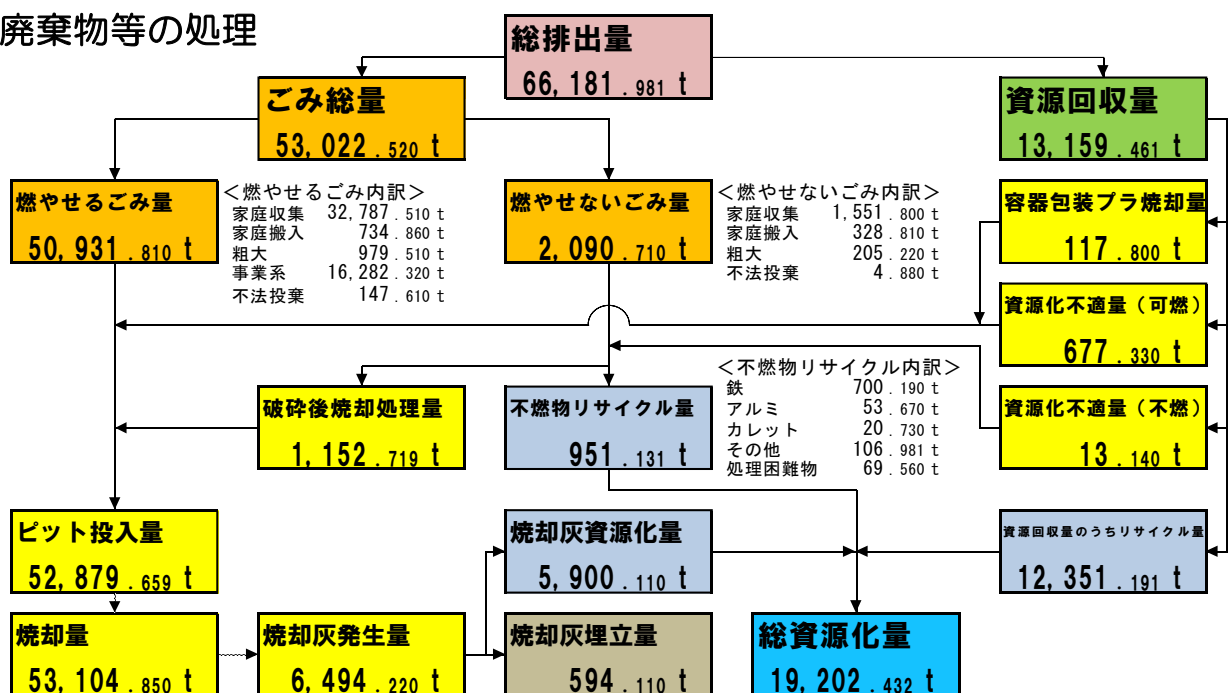 廃棄物等の処理
総排出量
66,181.981 t
ごみ総量
53,022.520 t
資源回収量
13,159.461 t
燃やせるごみ量
50,931.810 t
＜燃やせるごみ内訳＞
家庭収集 32,787.510 t
家庭搬入 734.860 t
粗大 979.510 t
事業系 16,282.320 t
不法投棄 147.610 t
燃やせないごみ量
2,090.710 t
＜燃やせないごみ内訳＞
家庭収集 1,551.800 t
家庭搬入 328.810 t
粗大 205.220 t
不法投棄 4.880 t
容器包装プラ焼却量
117.800 t
資源化不適量（可燃）
677.330 t
破砕後焼却処理量
1,152.719 t
不燃物リサイクル量
951.131 t
＜不燃物リサイクル内訳＞
鉄 700.190 t
アルミ 53.670 t
カレット 20.730 t
その他 106.981 t
処理困難物 69.560 t
資源化不適量（不燃）
13.140 t
ピット投入量
52,879.659 t
焼却灰資源化量
5,900.110 t
資源回収量のうちリサイクル量
12,351.191 t
焼却量
53,104.850 t
焼却灰発生量
6,494.220 t
焼却灰埋立量
594.110 t
総資源化量
19,202.432 t